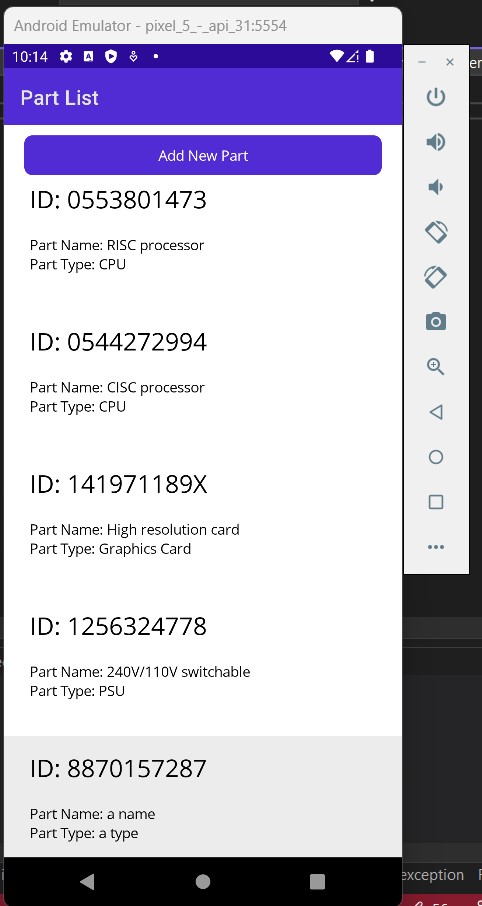 Android Emulator - pixel_5_-_api_31:5554
10:14
Part List
Add New Part
ID: 0553801473
Part Name: RISC processor
Part Type: CPU
ID: 0544272994
Part Name: CISC processor
Part Type: CPU
ID: 141971189X
Part Name: High resolution card
Part Type: Graphics Card
ID: 1256324778
Part Name: 240V/110V switchable
Part Type: PSU
ID: 8870157287
Part Name: a name
Part Type: a type
exception